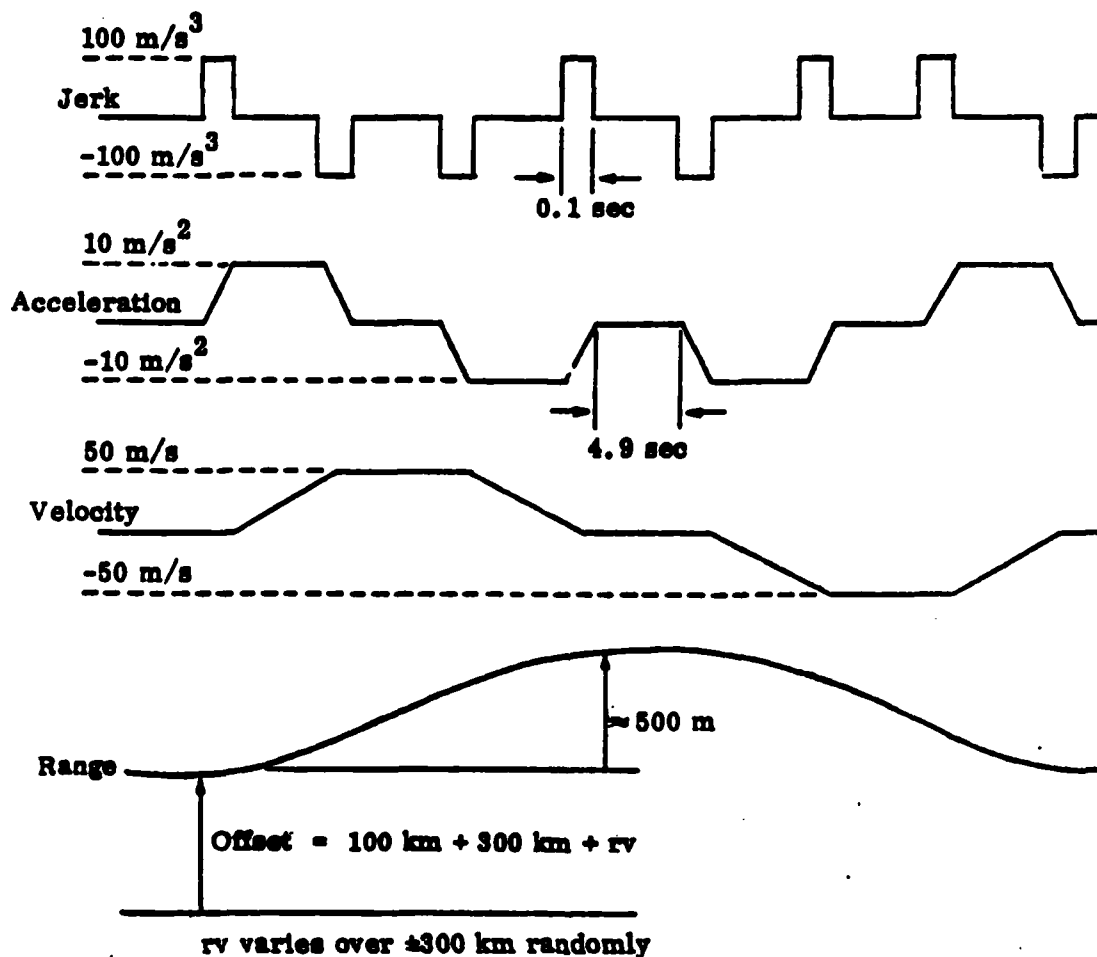 100 m/s³
Jerk
-100 m/s³
0.1 sec
10 m/s²
Acceleration
-10 m/s²
4.9 sec
50 m/s
Velocity
-50 m/s
≈ 500 m
Range
Offset = 100 km + 300 km + rv
rv varies over ±300 km randomly